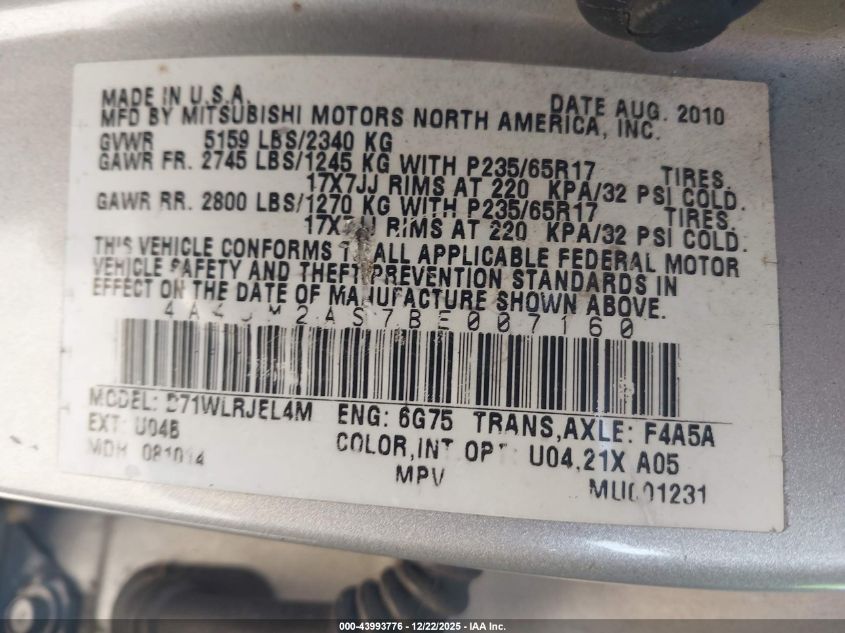 MADE IN U.S.A. DATE AUG. 2010
MFD BY MITSUBISHI MOTORS NORTH AMERICA, INC.
GVWR 5159 LBS/2340 KG
GAWR FR. 2745 LBS/1245 KG WITH P235/65R17 TIRES,
17X7JJ RIMS AT 220 KPA/32 PSI COLD.
GAWR RR. 2800 LBS/1270 KG WITH P235/65R17 TIRES,
17X7JJ RIMS AT 220 KPA/32 PSI COLD.
THIS VEHICLE CONFORMS TO ALL APPLICABLE FEDERAL MOTOR
VEHICLE SAFETY AND THEFT PREVENTION STANDARDS IN
EFFECT ON THE DATE OF MANUFACTURE SHOWN ABOVE.
MODEL: ENG: 6G75 TRANS,AXLE: F4A5A
EXT: U04B COLOR,INT OPT: U04,21X A05
MDH MPV
000-43993776 - 12/22/2025 - IAA Inc.